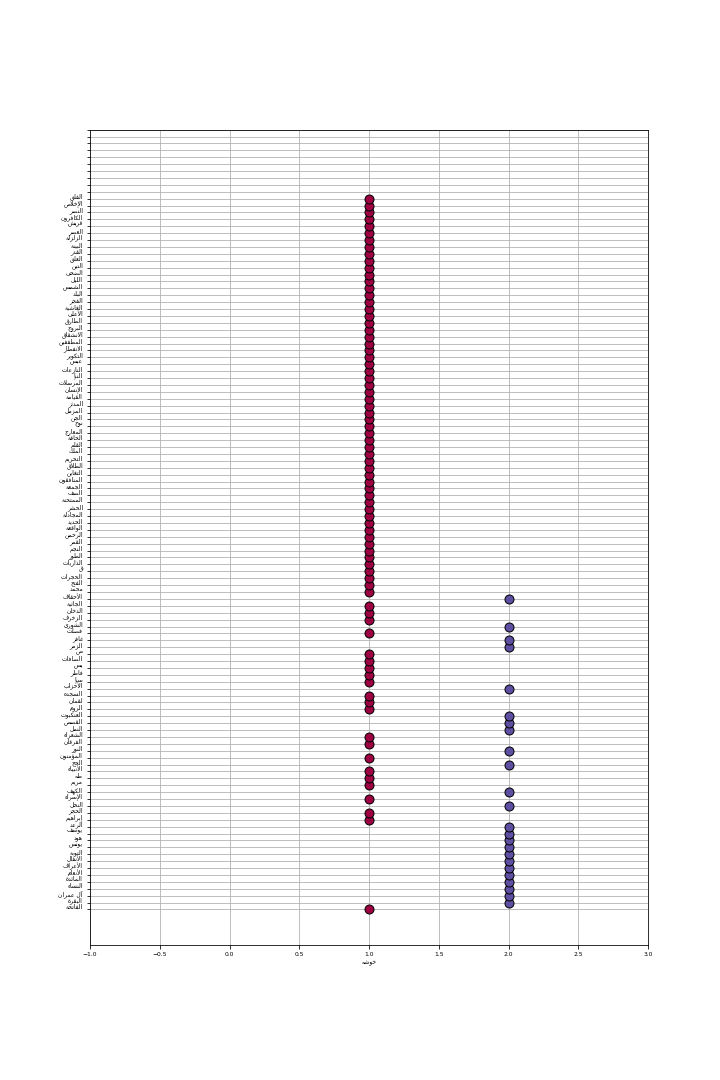 الفلق
الإخلاص
النصر
الكافرون
قريش
العصر
الزلزلة
البينة
القدر
العلق
التين
الضحى
الليل
الشمس
البلد
الفجر
الغاشية
الأعلى
الطارق
البروج
الانشقاق
المطففين
الانفطار
التكوير
عبس
النازعات
النبأ
المرسلات
الإنسان
القيامة
المدثر
المزمل
الجن
نوح
المعارج
الحاقة
القلم
الملك
التحريم
الطلاق
التغابن
المنافقون
الجمعة
الصف
الممتحنة
الحشر
المجادلة
الحديد
الواقعة
الرحمن
القمر
النجم
الطور
الذاريات
ق
الحجرات
الفتح
محمد
الأحقاف
الجاثية
الدخان
الزخرف
الشورى
فصلت
غافر
الزمر
ص
الصافات
يس
فاطر
سبأ
الأحزاب
السجدة
لقمان
الروم
العنكبوت
القصص
النمل
الشعراء
الفرقان
النور
المؤمنون
الحج
الأنبياء
طه
مريم
الكهف
الإسراء
النحل
الحجر
إبراهيم
الرعد
يوسف
هود
يونس
التوبة
الأنفال
الأعراف
الأنعام
المائدة
النساء
آل عمران
البقرة
الفاتحة
−1.0 −0.5 0.0 0.5 1.0 1.5 2.0 2.5 3.0
خوشه